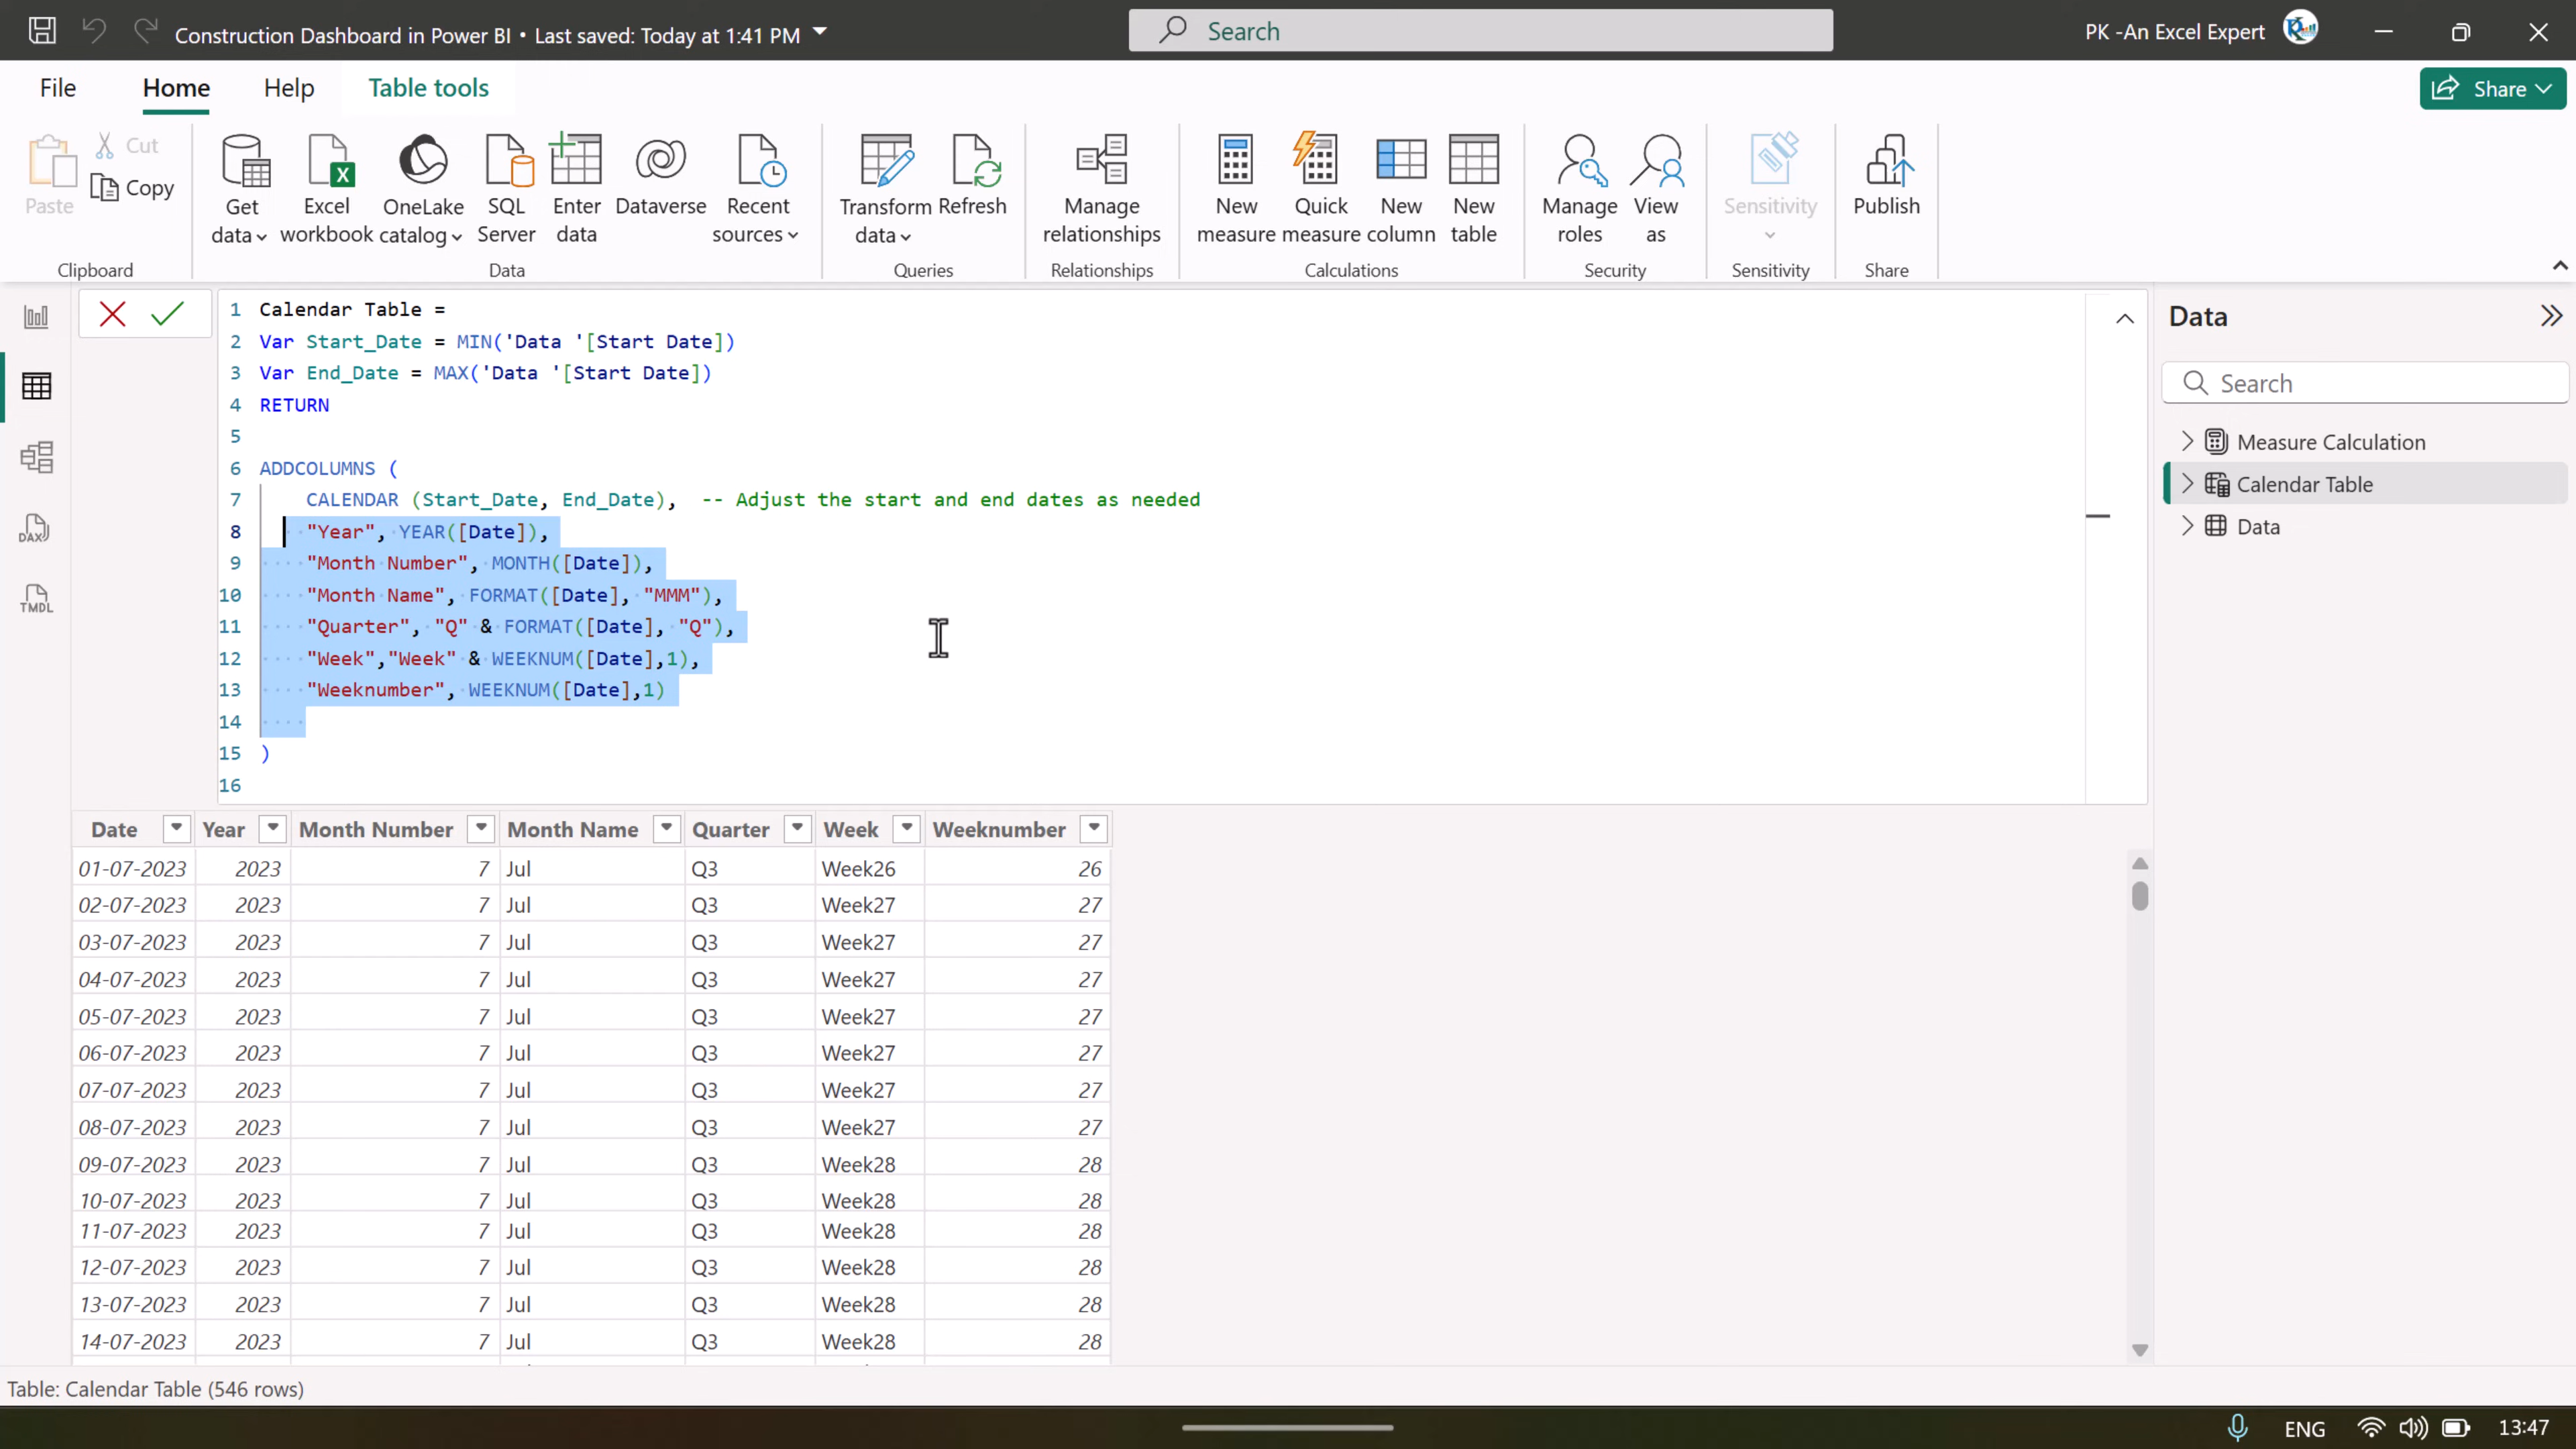 Construction Dashboard in Power BI • Last saved: Today at 1:41 PM
Search
PK -An Excel Expert
File
Home
Help
Table tools
Share
Paste
Cut
Copy
Get data
Excel workbook
OneLake catalog
SQL Server
Enter data
Dataverse
Recent sources
Transform data
Refresh
Manage relationships
New measure
Quick measure
New column
New table
Manage roles
View as
Sensitivity
Publish
Clipboard
Data
Queries
Relationships
Calculations
Security
Sensitivity
Share
1 Calendar Table =
2 Var Start_Date = MIN('Data '[Start Date])
3 Var End_Date = MAX('Data '[Start Date])
4 RETURN
5
6 ADDCOLUMNS (
7 CALENDAR (Start_Date, End_Date), -- Adjust the start and end dates as needed
8 "Year", YEAR([Date]),
9 "Month Number", MONTH([Date]),
10 "Month Name", FORMAT([Date], "MMM"),
11 "Quarter", "Q" & FORMAT([Date], "Q"),
12 "Week","Week" & WEEKNUM([Date],1),
13 "Weeknumber", WEEKNUM([Date],1)
14
15 )
16
DAX
TMDL
Data
Search
Measure Calculation
Calendar Table
Data
Date Year Month Number Month Name Quarter Week Weeknumber
01-07-2023 2023 7 Jul Q3 Week26 26
02-07-2023 2023 7 Jul Q3 Week27 27
03-07-2023 2023 7 Jul Q3 Week27 27
04-07-2023 2023 7 Jul Q3 Week27 27
05-07-2023 2023 7 Jul Q3 Week27 27
06-07-2023 2023 7 Jul Q3 Week27 27
07-07-2023 2023 7 Jul Q3 Week27 27
08-07-2023 2023 7 Jul Q3 Week27 27
09-07-2023 2023 7 Jul Q3 Week28 28
10-07-2023 2023 7 Jul Q3 Week28 28
11-07-2023 2023 7 Jul Q3 Week28 28
12-07-2023 2023 7 Jul Q3 Week28 28
13-07-2023 2023 7 Jul Q3 Week28 28
14-07-2023 2023 7 Jul Q3 Week28 28
Table: Calendar Table (546 rows)
ENG
13:47